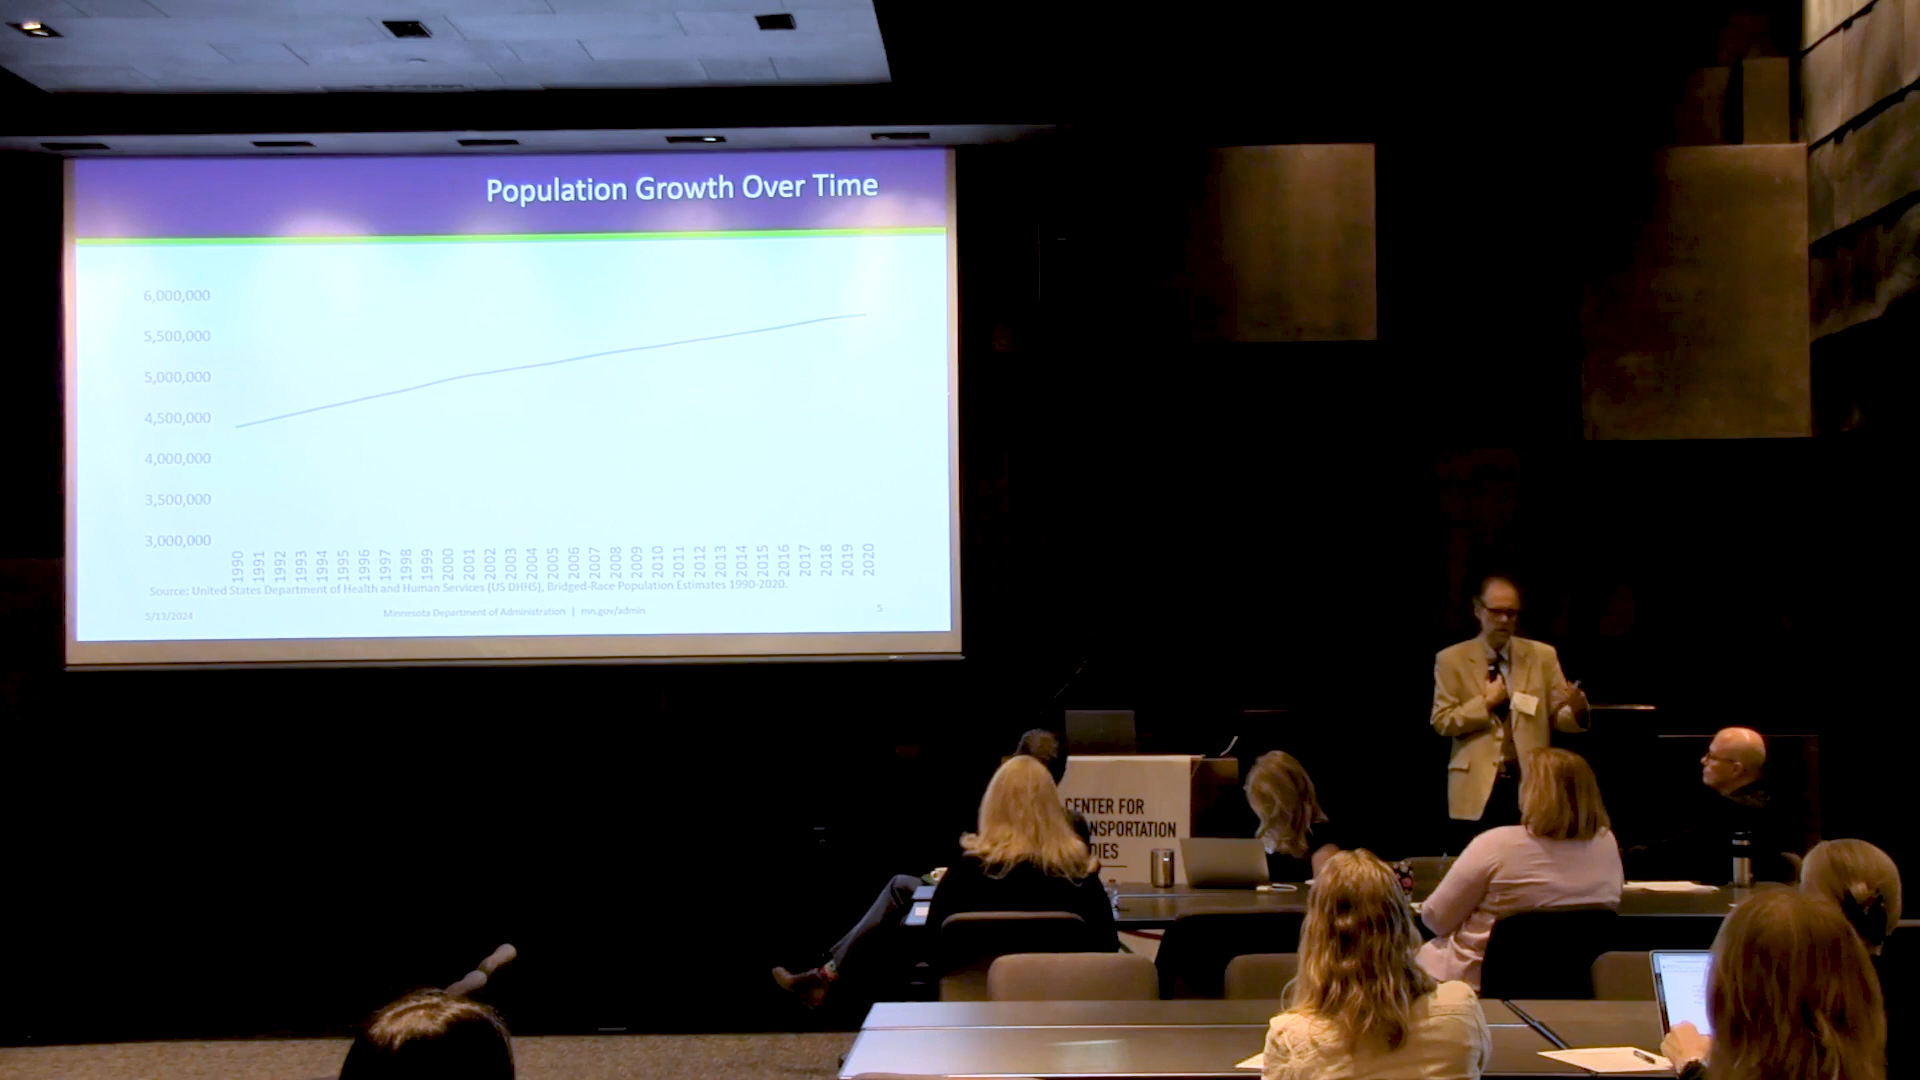 Population Growth Over Time
6,000,000
5,500,000
5,000,000
4,500,000
4,000,000
3,500,000
3,000,000
1990 1991 1992 1993 1994 1995 1996 1997 1998 1999 2000 2001 2002 2003 2004 2005 2006 2007 2008 2009 2010 2011 2012 2013 2014 2015 2016 2017 2018 2019 2020
Source: United States Department of Health and Human Services (US DHHS), Bridged-Race Population Estimates 1990-2020.
5/13/2024 Minnesota Department of Administration | mn.gov/admin 5
CENTER FOR
NSPORTATION
DIES